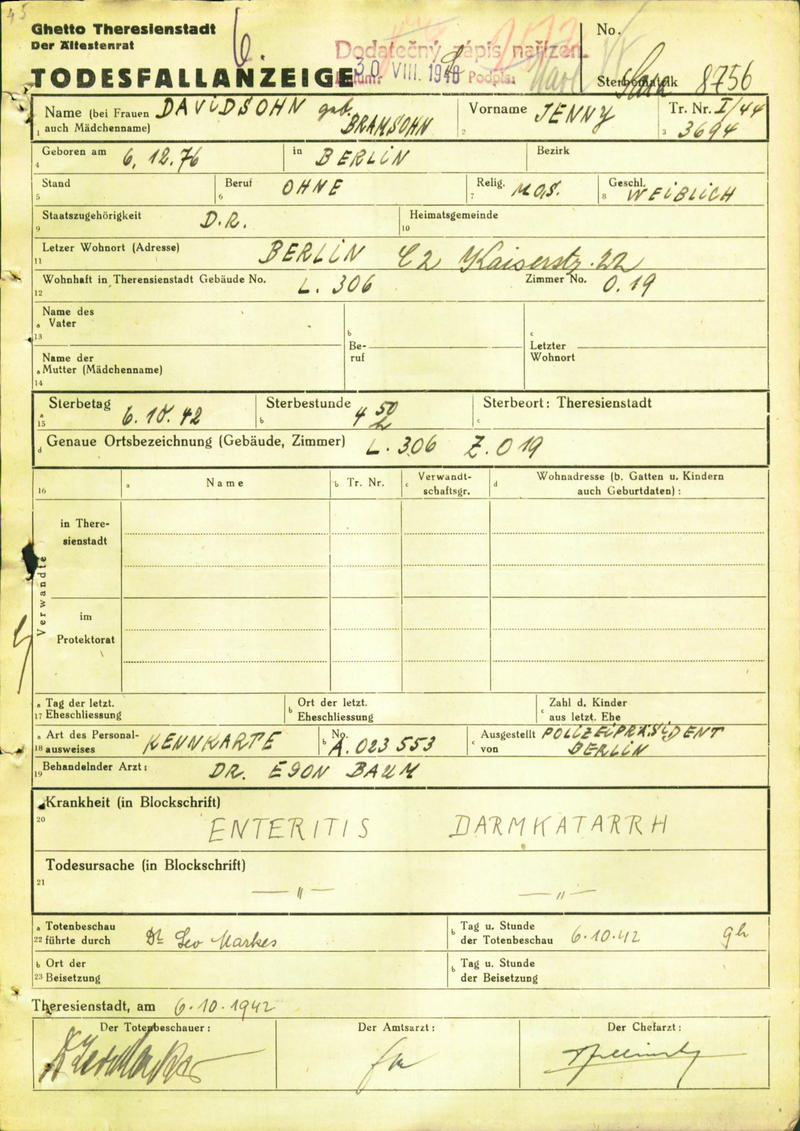 45
Ghetto Theresienstadt
Der Ältestenrat
6.
Dodatečný zápis nařízen
No.
TODESFALLANZEIGE
30. VIII. 1948 Podpis:
Sterbematrik 8756
Name (bei Frauen auch Mädchenname) DAVIDSOHN geb. BRANSOHN
Vorname JENNY
Tr. Nr. I/44 3694
Geboren am 6. 12. 76 in BERLIN Bezirk
Stand Beruf OHNE Relig. MOS. Geschl. WEIBLICH
Staatszugehörigkeit D.R. Heimatsgemeinde
Letzer Wohnort (Adresse) BERLIN C2 Kaiserstr. 22
Wohnhaft in Theresienstadt Gebäude No. L. 306 Zimmer No. 0.19
Name des Vater
Beruf
Letzter Wohnort
Name der Mutter (Mädchenname)
Sterbetag 6. 10. 42 Sterbestunde 4 50 h Sterbeort: Theresienstadt
Genaue Ortsbezeichnung (Gebäude, Zimmer) L. 306 Z. 0 19
Name Tr. Nr. Verwandtschaftsgr. Wohnadresse (b. Gatten u. Kindern auch Geburtdaten):
Verwandte
in Theresienstadt
im Protektorat
Tag der letzt. Eheschliessung Ort der letzt. Eheschliessung Zahl d. Kinder aus letzt. Ehe
Art des Personalausweises KENNKARTE No. A. 023 553 Ausgestellt von POLIZEIPRÄSIDENT BERLIN
Behandelnder Arzt: DR. EGON BAUM
Krankheit (in Blockschrift)
ENTERITIS DARMKATARRH
Todesursache (in Blockschrift)
— " — — " —
Totenbeschau führte durch Dr. Leo Markes Tag u. Stunde der Totenbeschau 6.10.42 9h
Ort der Beisetzung Tag u. Stunde der Beisetzung
Theresienstadt, am 6.10.1942
Der Totenbeschauer: Der Amtsarzt: Der Chefarzt: